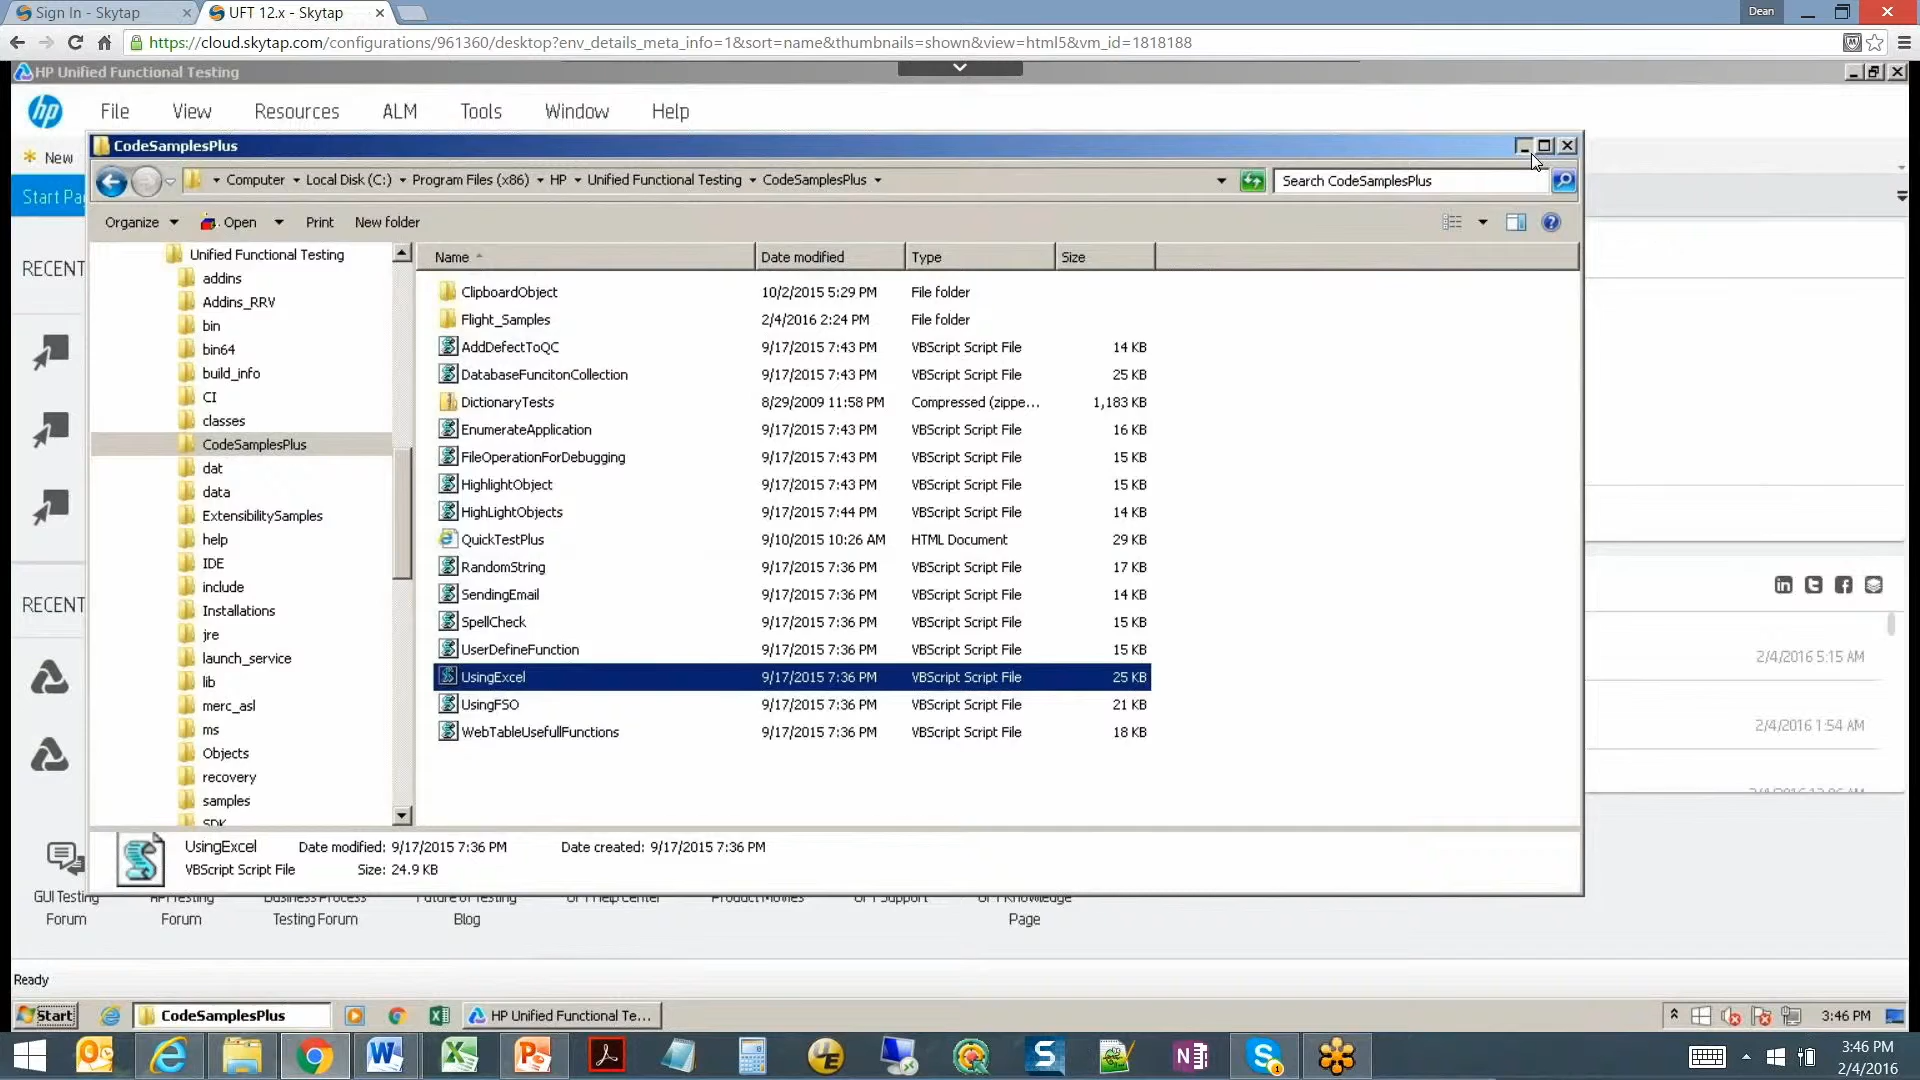 Sign In - Skytap
UFT 12.x - Skytap
Dean
https://cloud.skytap.com/configurations/961360/desktop?env_details_meta_info=1&sort=name&thumbnails=shown&view=html5&vm_id=1818188
HP Unified Functional Testing
hp File View Resources ALM Tools Window Help
New
CodeSamplesPlus
Start Pa
Computer Local Disk (C:) Program Files (x86) HP Unified Functional Testing CodeSamplesPlus
Search CodeSamplesPlus
Organize Open Print New folder
RECENT
RECENT
Unified Functional Testing
addins
Addins_RRV
bin
bin64
build_info
CI
classes
CodeSamplesPlus
dat
data
ExtensibilitySamples
help
IDE
include
Installations
jre
launch_service
lib
merc_asl
ms
Objects
recovery
samples
SDK
Name Date modified Type Size
ClipboardObject 10/2/2015 5:29 PM File folder
Flight_Samples 2/4/2016 2:24 PM File folder
AddDefectToQC 9/17/2015 7:43 PM VBScript Script File 14 KB
DatabaseFuncitonCollection 9/17/2015 7:43 PM VBScript Script File 25 KB
DictionaryTests 8/29/2009 11:58 PM Compressed (zippe... 1,183 KB
EnumerateApplication 9/17/2015 7:43 PM VBScript Script File 16 KB
FileOperationForDebugging 9/17/2015 7:43 PM VBScript Script File 15 KB
HighlightObject 9/17/2015 7:43 PM VBScript Script File 15 KB
HighLightObjects 9/17/2015 7:44 PM VBScript Script File 14 KB
QuickTestPlus 9/10/2015 10:26 AM HTML Document 29 KB
RandomString 9/17/2015 7:36 PM VBScript Script File 17 KB
SendingEmail 9/17/2015 7:36 PM VBScript Script File 14 KB
SpellCheck 9/17/2015 7:36 PM VBScript Script File 15 KB
UserDefineFunction 9/17/2015 7:36 PM VBScript Script File 15 KB
UsingExcel 9/17/2015 7:36 PM VBScript Script File 25 KB
UsingFSO 9/17/2015 7:36 PM VBScript Script File 21 KB
WebTableUsefullFunctions 9/17/2015 7:36 PM VBScript Script File 18 KB
2/4/2016 5:15 AM
2/4/2016 1:54 AM
UsingExcel Date modified: 9/17/2015 7:36 PM Date created: 9/17/2015 7:36 PM
VBScript Script File Size: 24.9 KB
GUI Testing
Forum
API Testing
Forum
Business Process
Testing Forum
Future of Testing
Blog
UFT Help Center
Product Movies
UFT Support
UFT Knowledge
Page
Ready
Start CodeSamplesPlus HP Unified Functional Te... 3:46 PM
3:46 PM
2/4/2016